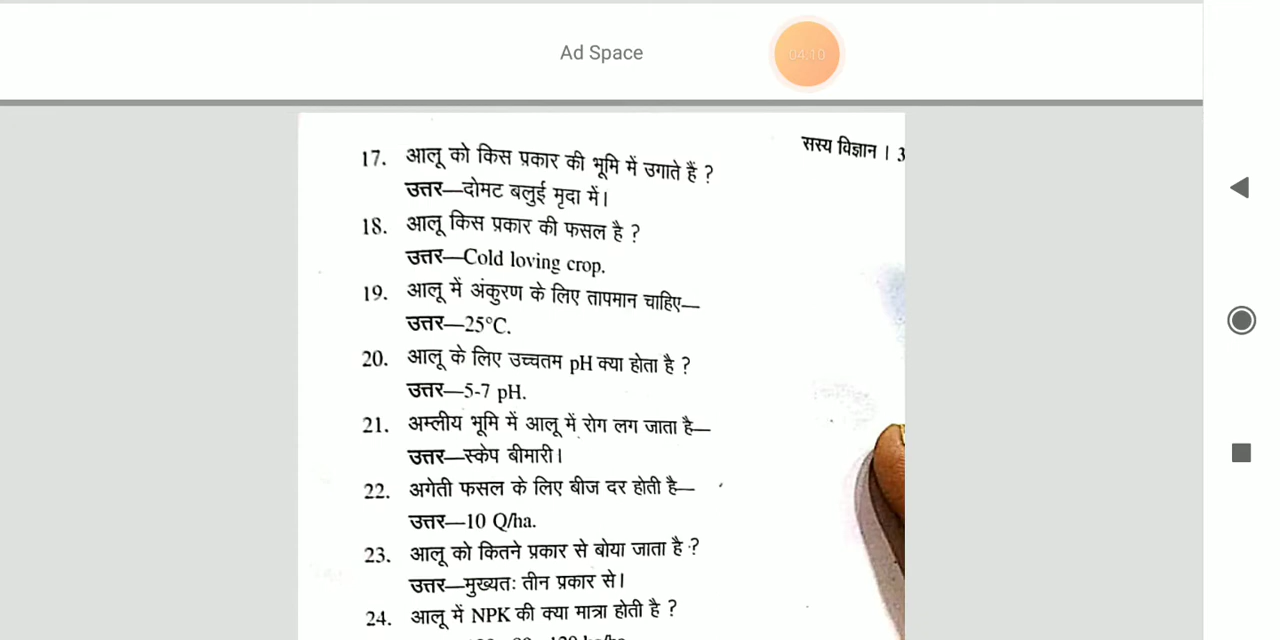 Ad Space
04:10
सस्य विज्ञान । 3
17. आलू को किस प्रकार की भूमि में उगाते हैं ?
उत्तर—दोमट बलुई मृदा में।
18. आलू किस प्रकार की फसल है ?
उत्तर—Cold loving crop.
19. आलू में अंकुरण के लिए तापमान चाहिए—
उत्तर—25°C.
20. आलू के लिए उच्चतम pH क्या होता है ?
उत्तर—5-7 pH.
21. अम्लीय भूमि में आलू में रोग लग जाता है—
उत्तर—स्केप बीमारी।
22. अगेती फसल के लिए बीज दर होती है—
उत्तर—10 Q/ha.
23. आलू को कितने प्रकार से बोया जाता है ?
उत्तर—मुख्यतः तीन प्रकार से।
24. आलू में NPK की क्या मात्रा होती है ?